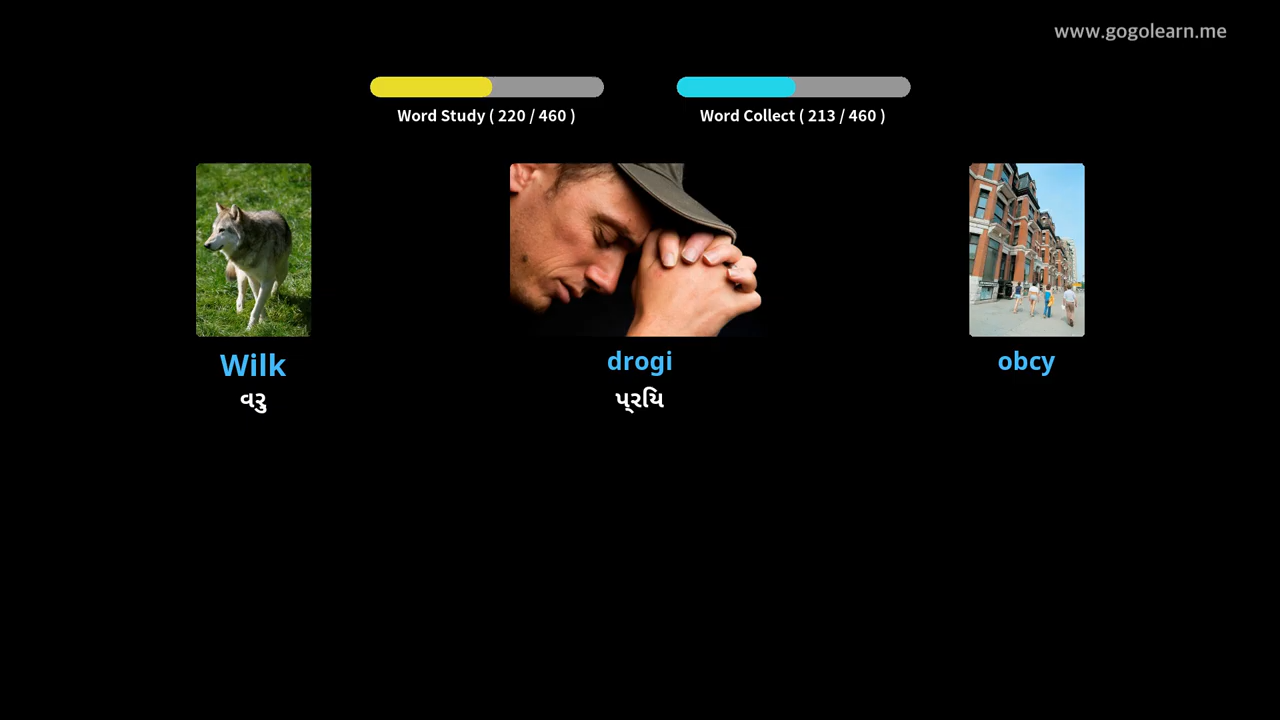 www.gogolearn.me
Word Study ( 220 / 460 )
Word Collect ( 213 / 460 )
Wilk
drogi
obcy
વરુ
પ્રિય